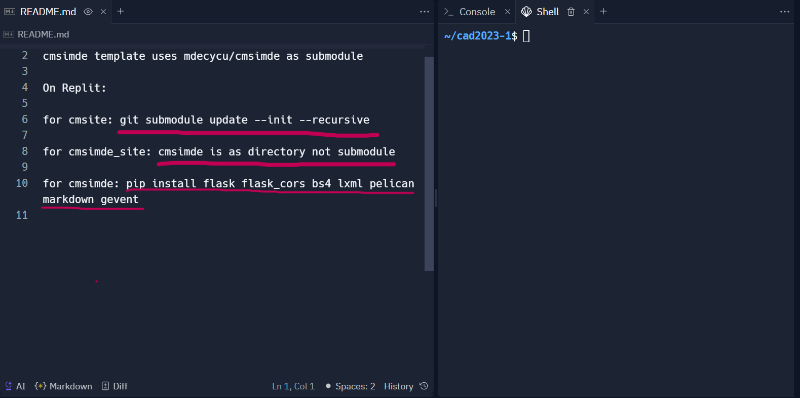 README.md
Console
Shell
README.md
~/cad2023-1$
2 cmsimde template uses mdecycu/cmsimde as submodule
3
4 On Replit:
5
6 for cmsite: git submodule update --init --recursive
7
8 for cmsimde_site: cmsimde is as directory not submodule
9
10 for cmsimde: pip install flask flask_cors bs4 lxml pelican
markdown gevent
11
AI Markdown Diff Ln 1, Col 1 Spaces: 2 History